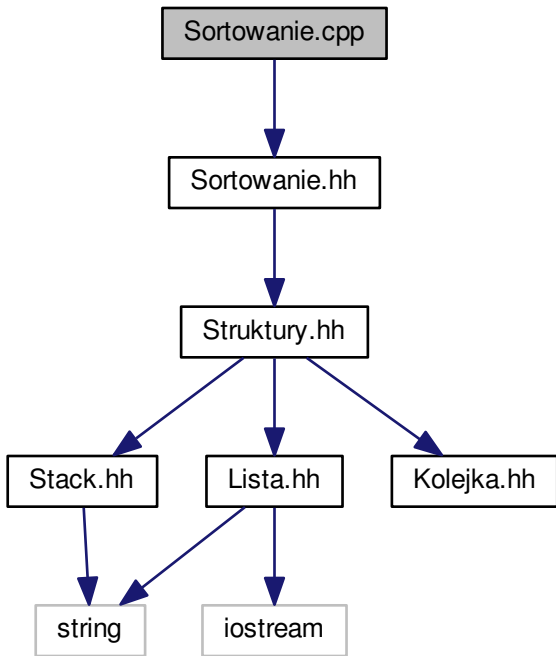 Sortowanie.cpp
Sortowanie.hh
Struktury.hh
Stack.hh
Lista.hh
Kolejka.hh
string
iostream